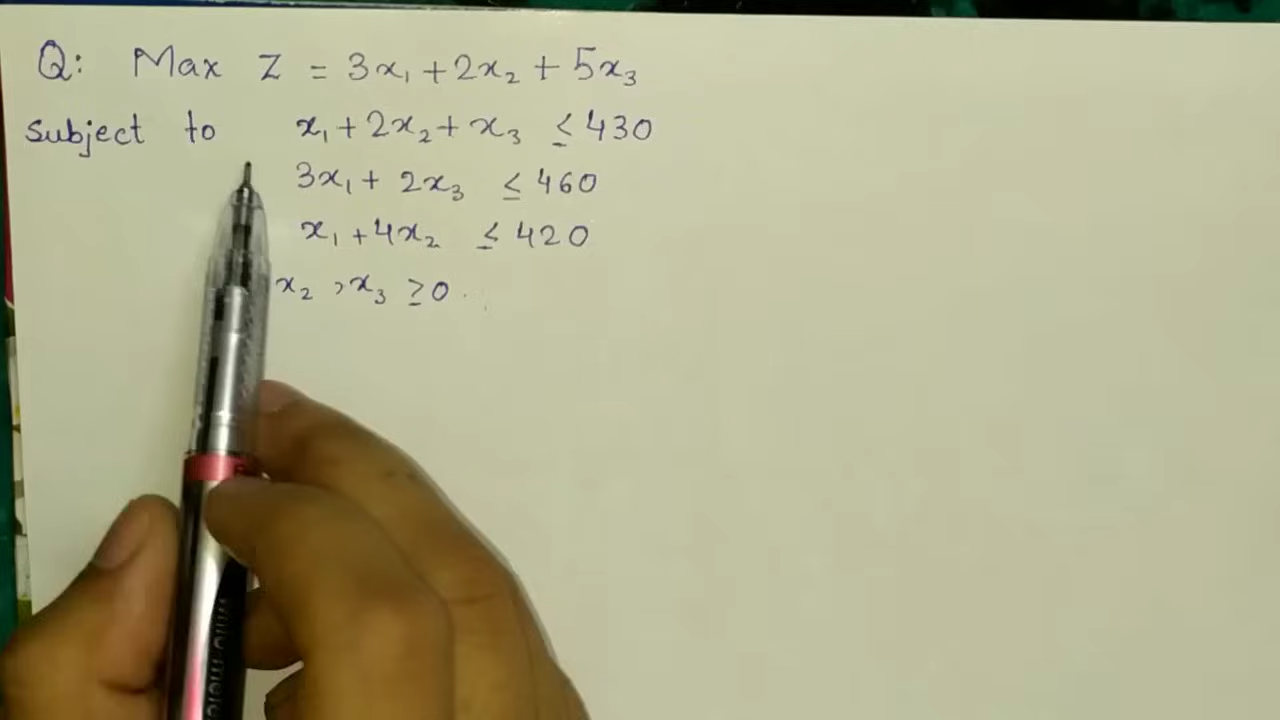 Q: Max Z = 3x₁ + 2x₂ + 5x₃
Subject to x₁ + 2x₂ + x₃ ≤ 430
3x₁ + 2x₃ ≤ 460
x₁ + 4x₂ ≤ 420
x₂ , x₃ ≥ 0